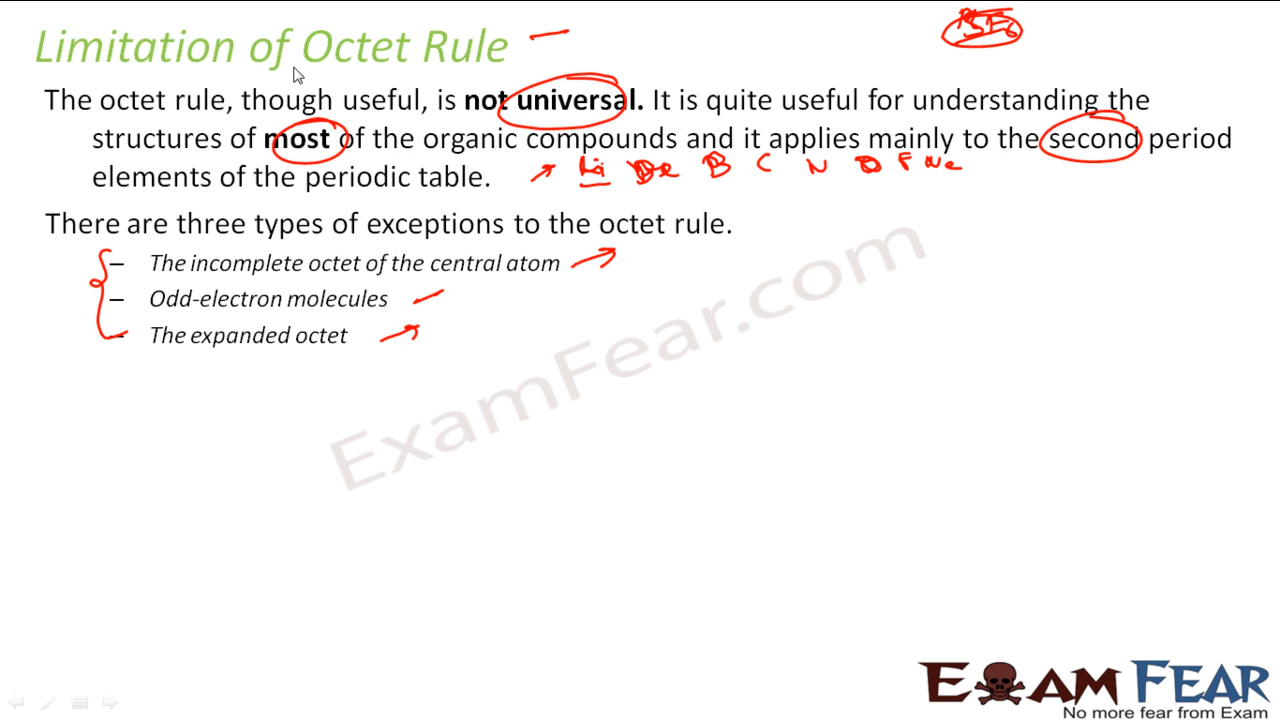 Limitation of Octet Rule
SF6
The octet rule, though useful, is not universal. It is quite useful for understanding the
structures of most of the organic compounds and it applies mainly to the second period
Li Be B C N O F Ne
elements of the periodic table.
There are three types of exceptions to the octet rule.
– The incomplete octet of the central atom
– Odd-electron molecules
– The expanded octet
ExamFear.com
EXAM FEAR
No more fear from Exam